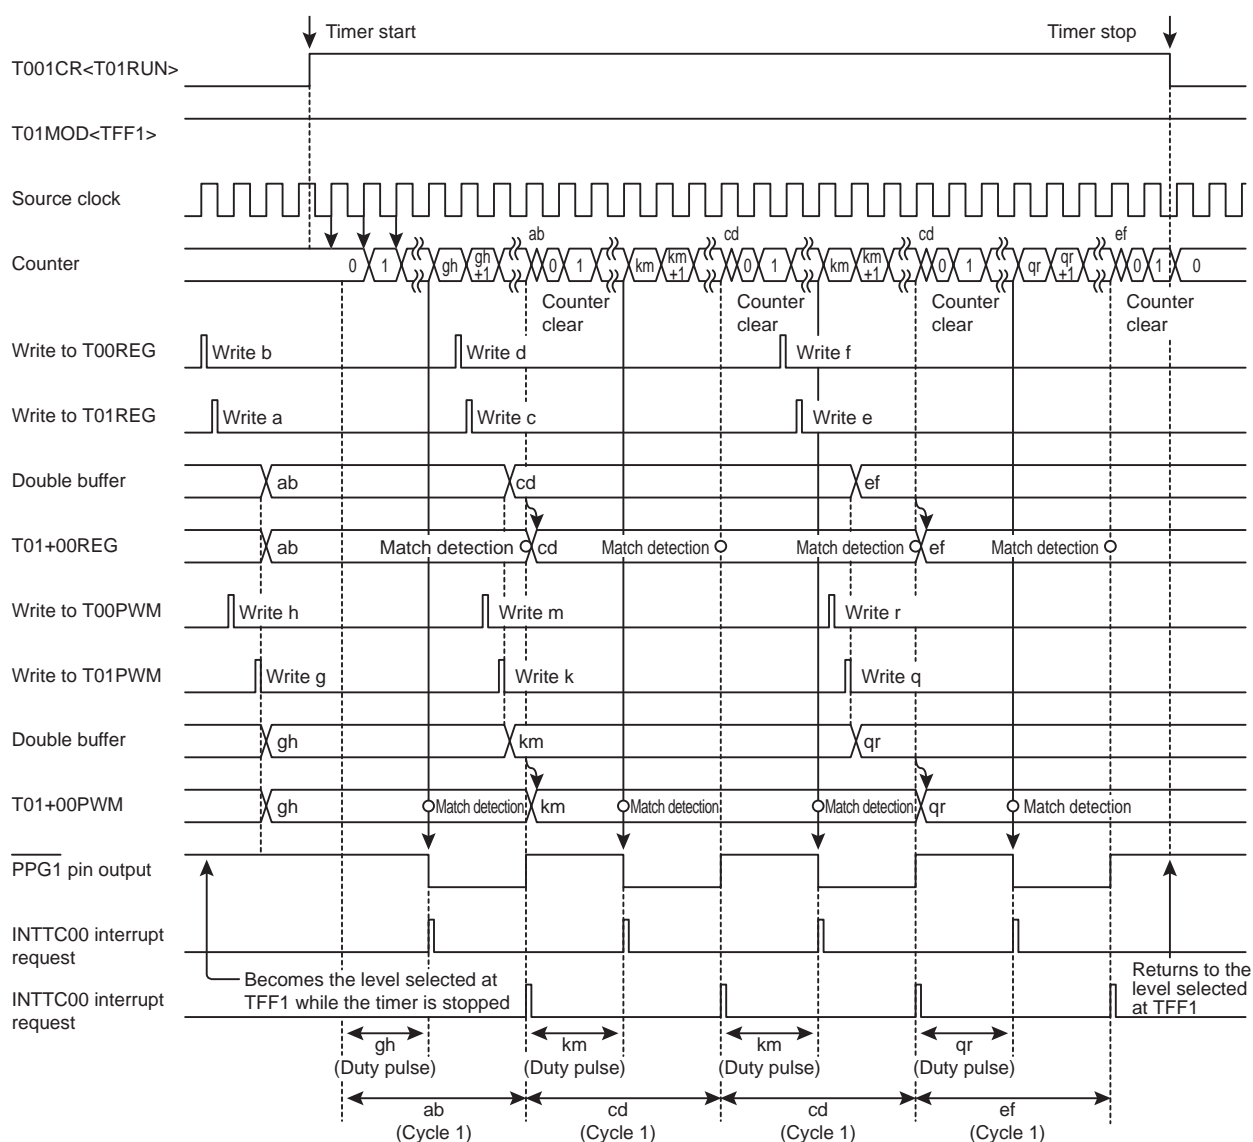 Timer start
Timer stop
T001CR<T01RUN>
T01MOD<TFF1>
Source clock
ab cd cd ef
Counter
0 1 gh gh+1 0 1 km km+1 0 1 km km+1 0 1 qr qr+1 0 1 0
Counter clear
Counter clear
Counter clear
Counter clear
Write to T00REG
Write b
Write d
Write f
Write to T01REG
Write a
Write c
Write e
Double buffer
ab
cd
ef
T01+00REG
ab
Match detection
cd
Match detection
Match detection
ef
Match detection
Write to T00PWM
Write h
Write m
Write r
Write to T01PWM
Write g
Write k
Write q
Double buffer
gh
km
qr
T01+00PWM
gh
Match detection
km
Match detection
Match detection
qr
Match detection
PPG1 pin output
INTTC00 interrupt
request
Becomes the level selected at
TFF1 while the timer is stopped
Returns to the
level selected
at TFF1
INTTC00 interrupt
request
gh
(Duty pulse)
km
(Duty pulse)
km
(Duty pulse)
qr
(Duty pulse)
ab
(Cycle 1)
cd
(Cycle 1)
cd
(Cycle 1)
ef
(Cycle 1)